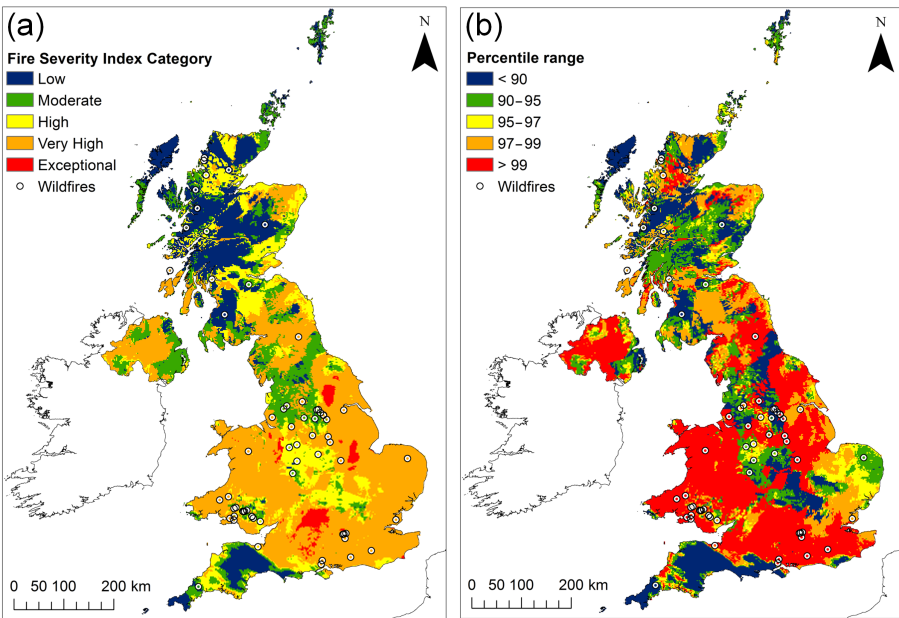 (a)
N
Fire Severity Index Category
Low
Moderate
High
Very High
Exceptional
Wildfires
0 50 100 200 km
(b)
N
Percentile range
< 90
90–95
95–97
97–99
> 99
Wildfires
0 50 100 200 km